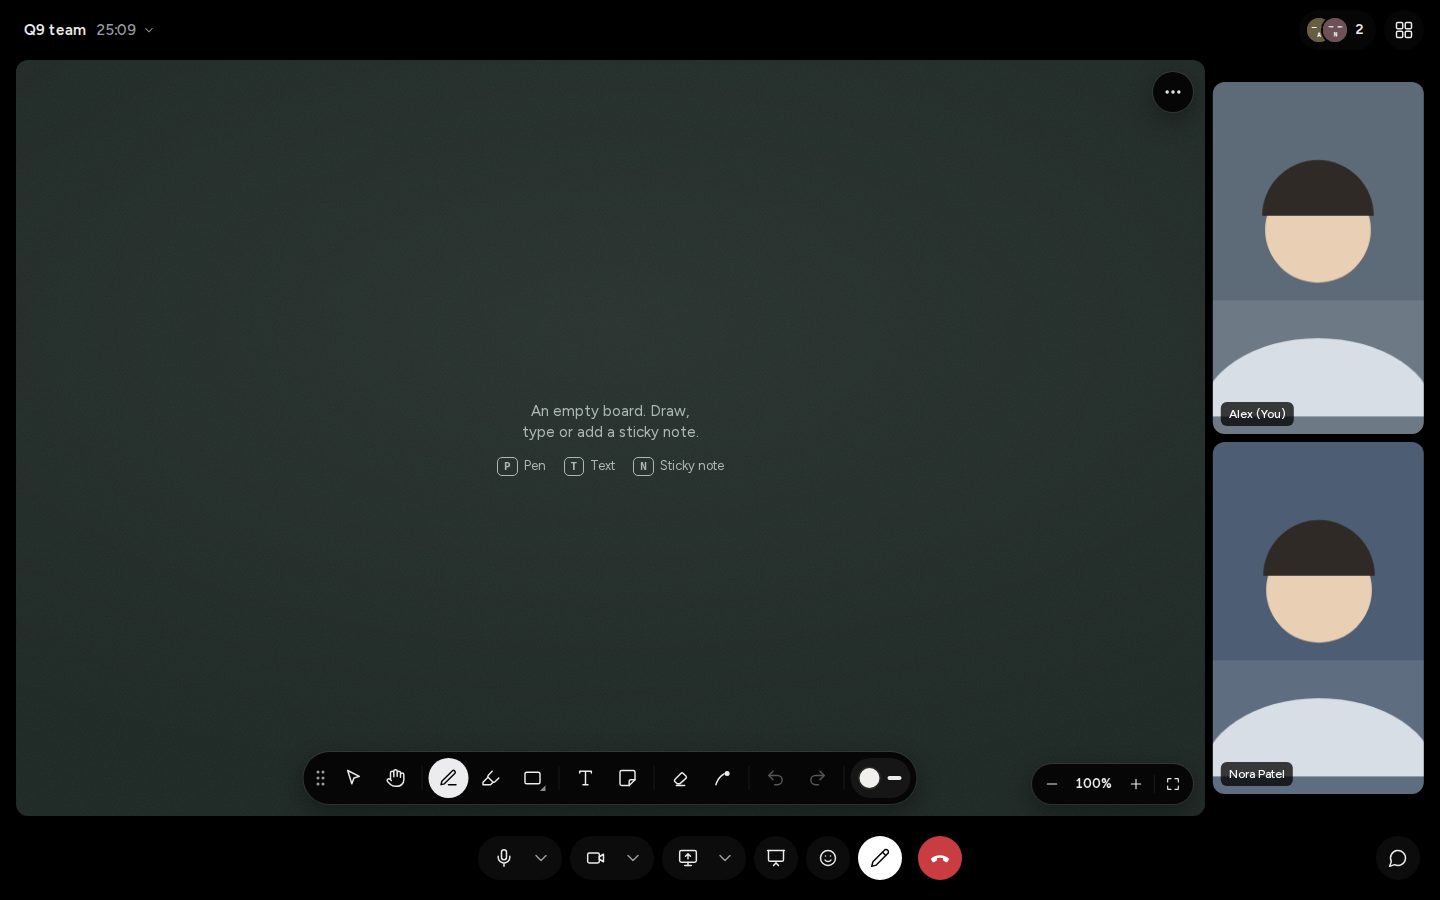 Q9 team 25:09
A N 2
An empty board. Draw,
type or add a sticky note.
P Pen T Text N Sticky note
Alex (You)
Nora Patel
100%